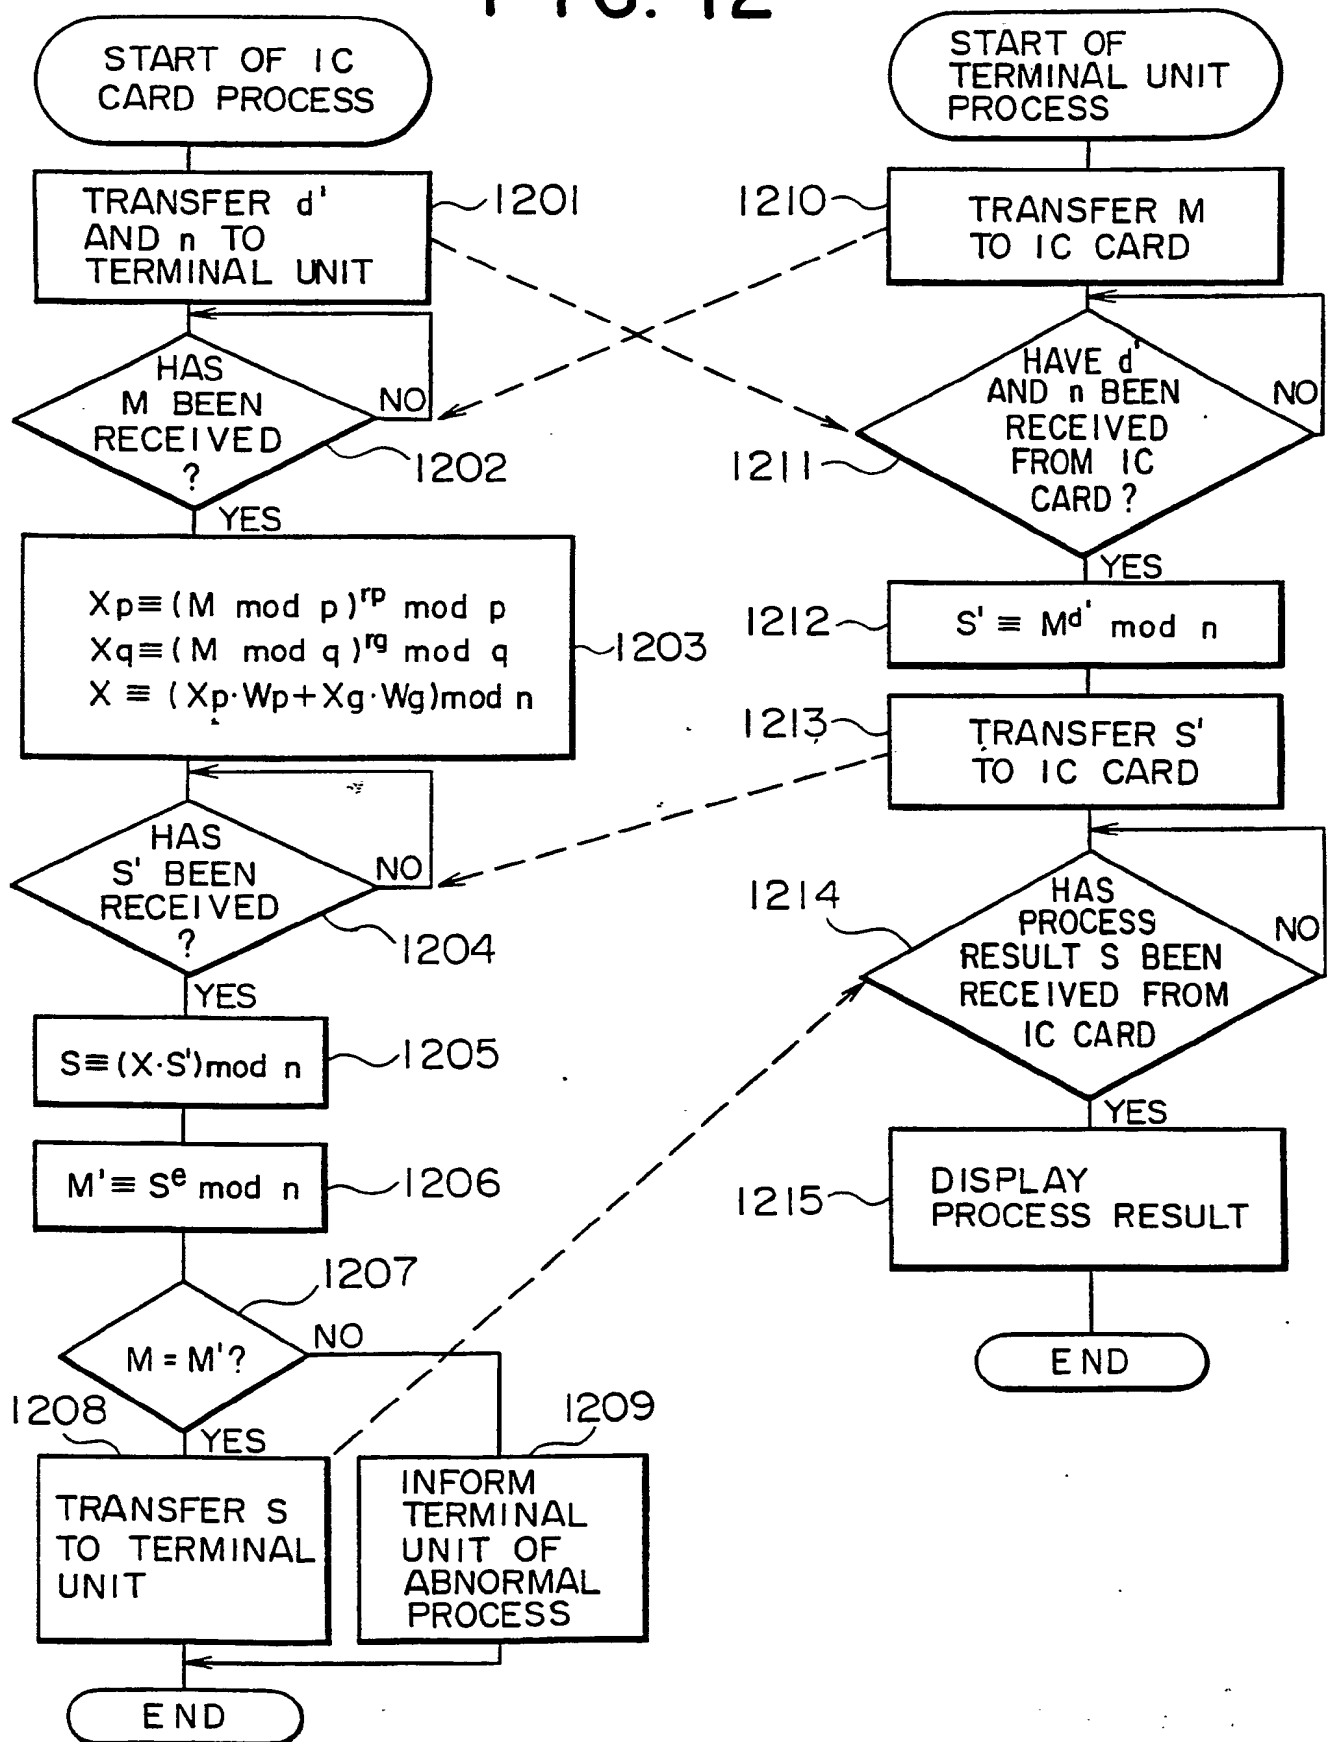 FIG. 12
START OF IC
CARD PROCESS
TRANSFER d'
AND n TO
TERMINAL UNIT
1201
HAS
M BEEN
RECEIVED
?
NO
1202
YES
Xp≡(M mod p)^rp mod p
Xq≡(M mod q)^rg mod q
X ≡ (Xp·Wp+Xg·Wg)mod n
1203
HAS
S' BEEN
RECEIVED
?
NO
1204
YES
S≡(X·S')mod n
1205
M'≡ S^e mod n
1206
1207
M = M'?
NO
1208
YES
TRANSFER S
TO TERMINAL
UNIT
1209
INFORM
TERMINAL
UNIT OF
ABNORMAL
PROCESS
END
START OF
TERMINAL UNIT
PROCESS
1210
TRANSFER M
TO IC CARD
HAVE d'
AND n BEEN
RECEIVED
FROM IC
CARD?
NO
1211
YES
1212
S' ≡ M^d' mod n
1213
TRANSFER S'
TO IC CARD
1214
HAS
PROCESS
RESULT S BEEN
RECEIVED FROM
IC CARD
NO
YES
1215
DISPLAY
PROCESS RESULT
END